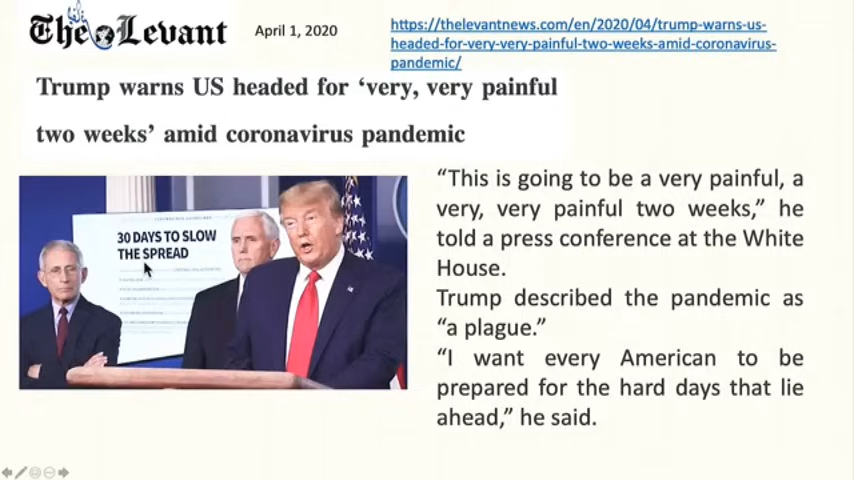 The Levant
April 1, 2020
https://thelevantnews.com/en/2020/04/trump-warns-us-
headed-for-very-very-painful-two-weeks-amid-coronavirus-
pandemic/
Trump warns US headed for ‘very, very painful
two weeks’ amid coronavirus pandemic
30 DAYS TO SLOW
THE SPREAD
“This is going to be a very painful, a
very, very painful two weeks,” he
told a press conference at the White
House.
Trump described the pandemic as
“a plague.”
“I want every American to be
prepared for the hard days that lie
ahead,” he said.